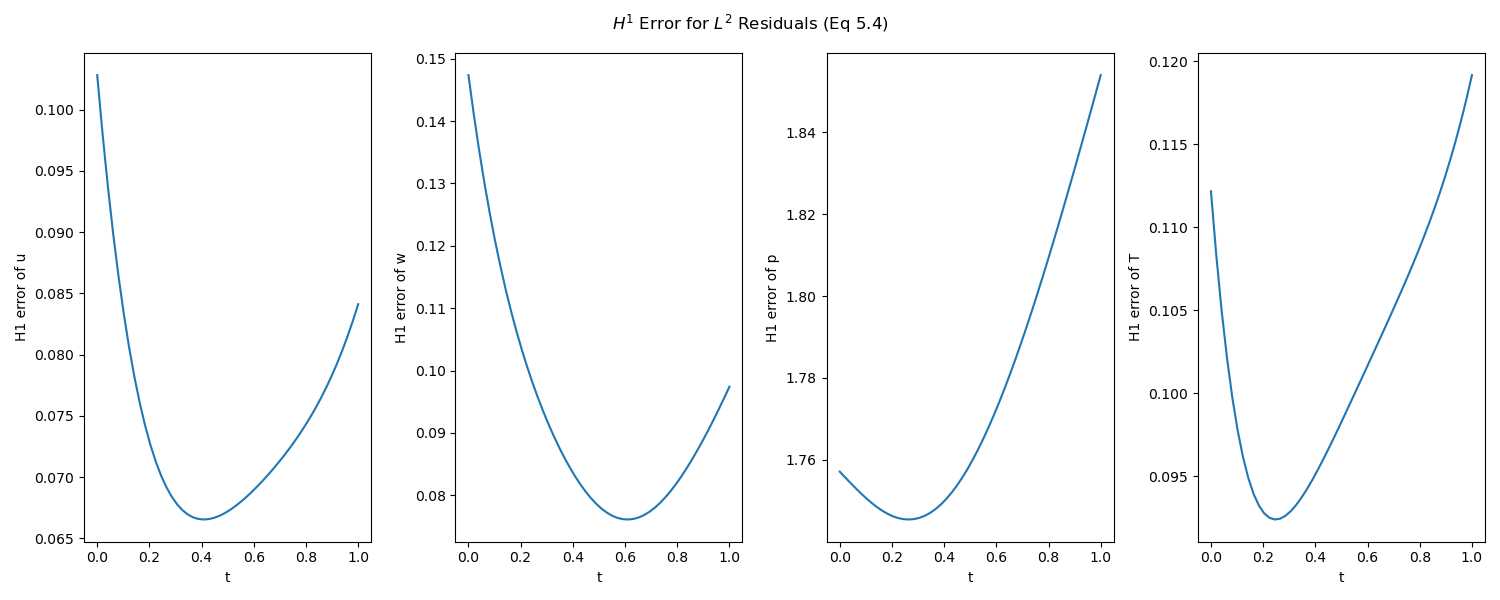 H¹ Error for L² Residuals (Eq 5.4)
H1 error of u
0.100
0.095
0.090
0.085
0.080
0.075
0.070
0.065
0.0 0.2 0.4 0.6 0.8 1.0
t
H1 error of w
0.15
0.14
0.13
0.12
0.11
0.10
0.09
0.08
0.0 0.2 0.4 0.6 0.8 1.0
t
H1 error of p
1.84
1.82
1.80
1.78
1.76
0.0 0.2 0.4 0.6 0.8 1.0
t
H1 error of T
0.120
0.115
0.110
0.105
0.100
0.095
0.0 0.2 0.4 0.6 0.8 1.0
t